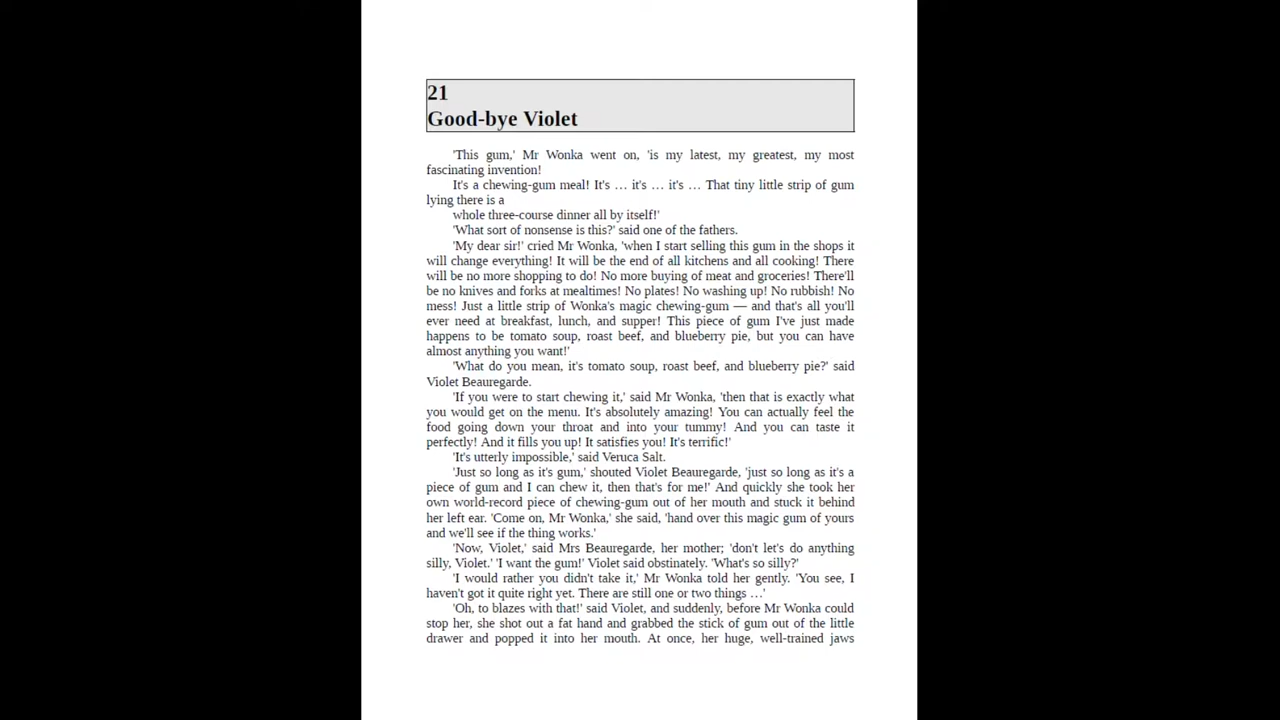 21
Good-bye Violet
'This gum,' Mr Wonka went on, 'is my latest, my greatest, my most
fascinating invention!
It's a chewing-gum meal! It's … it's … it's … That tiny little strip of gum
lying there is a
whole three-course dinner all by itself!'
'What sort of nonsense is this?' said one of the fathers.
'My dear sir!' cried Mr Wonka, 'when I start selling this gum in the shops it
will change everything! It will be the end of all kitchens and all cooking! There
will be no more shopping to do! No more buying of meat and groceries! There'll
be no knives and forks at mealtimes! No plates! No washing up! No rubbish! No
mess! Just a little strip of Wonka's magic chewing-gum — and that's all you'll
ever need at breakfast, lunch, and supper! This piece of gum I've just made
happens to be tomato soup, roast beef, and blueberry pie, but you can have
almost anything you want!'
'What do you mean, it's tomato soup, roast beef, and blueberry pie?' said
Violet Beauregarde.
'If you were to start chewing it,' said Mr Wonka, 'then that is exactly what
you would get on the menu. It's absolutely amazing! You can actually feel the
food going down your throat and into your tummy! And you can taste it
perfectly! And it fills you up! It satisfies you! It's terrific!'
'It's utterly impossible,' said Veruca Salt.
'Just so long as it's gum,' shouted Violet Beauregarde, 'just so long as it's a
piece of gum and I can chew it, then that's for me!' And quickly she took her
own world-record piece of chewing-gum out of her mouth and stuck it behind
her left ear. 'Come on, Mr Wonka,' she said, 'hand over this magic gum of yours
and we'll see if the thing works.'
'Now, Violet,' said Mrs Beauregarde, her mother; 'don't let's do anything
silly, Violet.' 'I want the gum!' Violet said obstinately. 'What's so silly?'
'I would rather you didn't take it,' Mr Wonka told her gently. 'You see, I
haven't got it quite right yet. There are still one or two things …'
'Oh, to blazes with that!' said Violet, and suddenly, before Mr Wonka could
stop her, she shot out a fat hand and grabbed the stick of gum out of the little
drawer and popped it into her mouth. At once, her huge, well-trained jaws